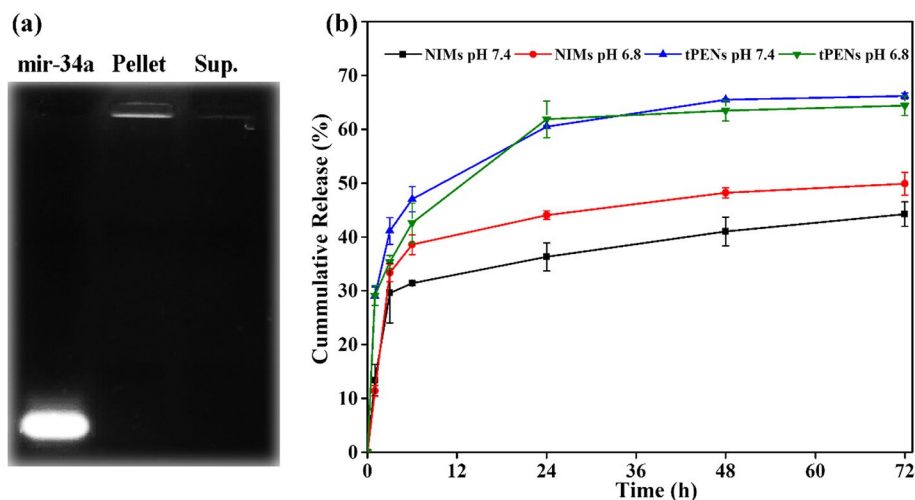 (a)
mir-34a Pellet Sup.
(b)
NIMs pH 7.4 NIMs pH 6.8 tPENs pH 7.4 tPENs pH 6.8
Cummulative Release (%)
80
70
60
50
40
30
20
10
0
0 12 24 36 48 60 72
Time (h)